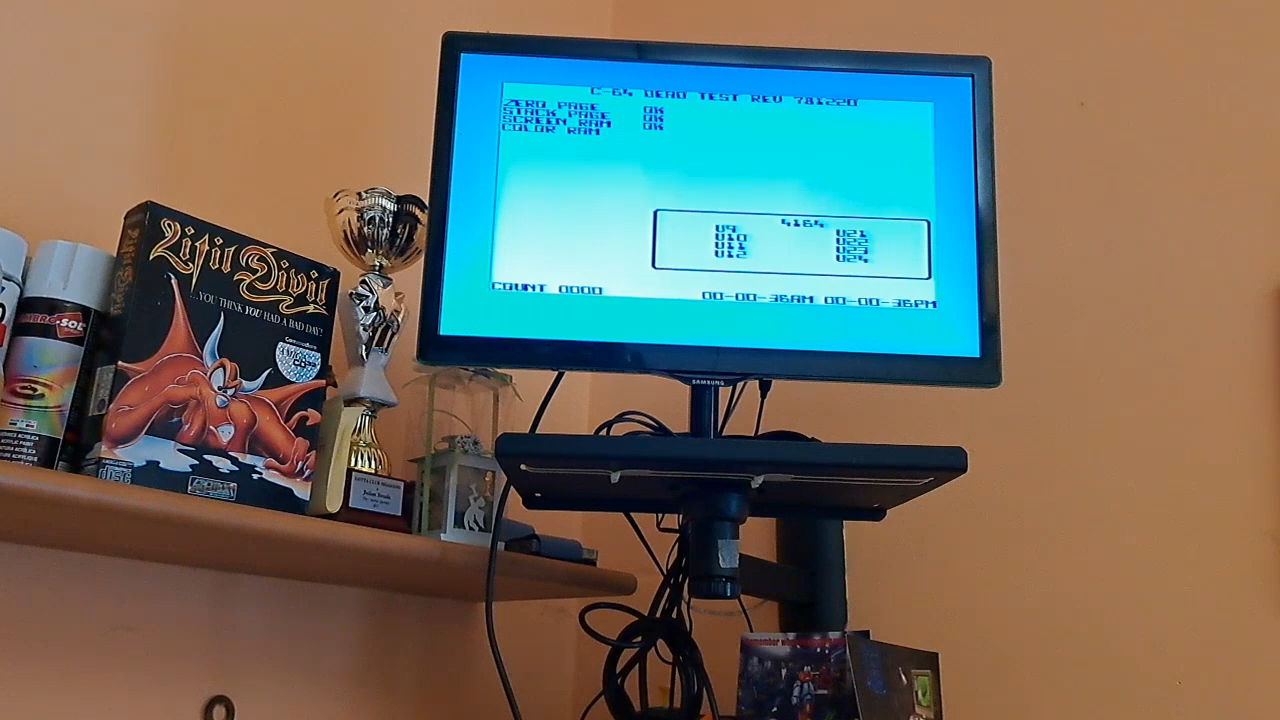 C-64 DEAD TEST REV 781220
ZERO PAGE OK
STACK PAGE OK
SCREEN RAM OK
COLOR RAM
4164
U9 U21
U10 U22
U11 U23
U12 U24
COUNT 0000 00-00-36AM 00-00-36PM
SAMSUNG
Litil Divil
...YOU THINK YOU HAD A BAD DAY?